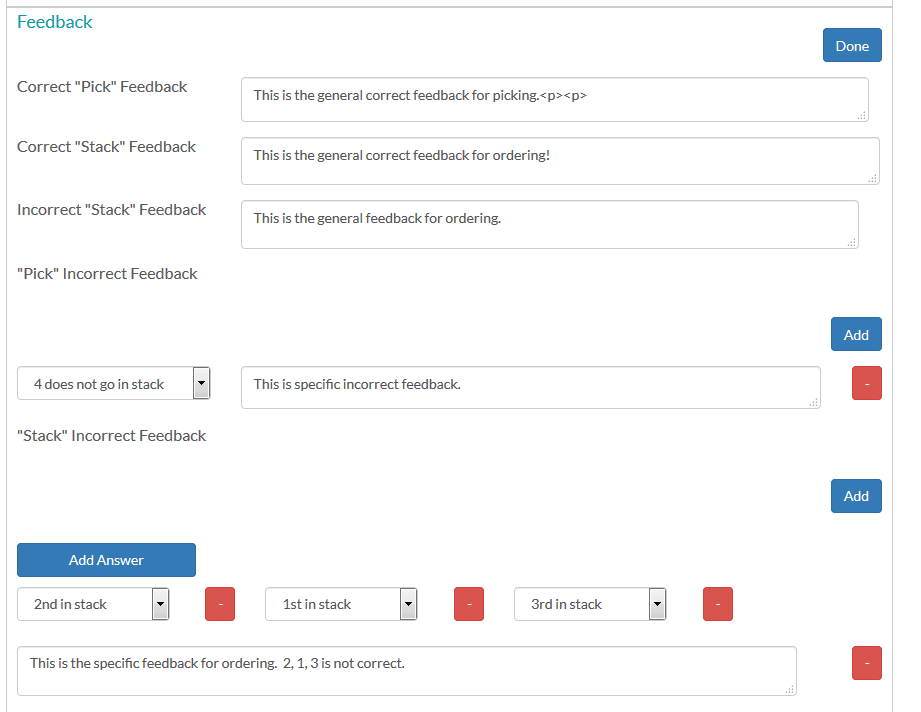 Feedback
Done
Correct "Pick" Feedback
This is the general correct feedback for picking.<p><p>
Correct "Stack" Feedback
This is the general correct feedback for ordering!
Incorrect "Stack" Feedback
This is the general feedback for ordering.
"Pick" Incorrect Feedback
Add
4 does not go in stack
This is specific incorrect feedback.
-
"Stack" Incorrect Feedback
Add
Add Answer
2nd in stack
-
1st in stack
-
3rd in stack
-
This is the specific feedback for ordering.  2, 1, 3 is not correct.
-